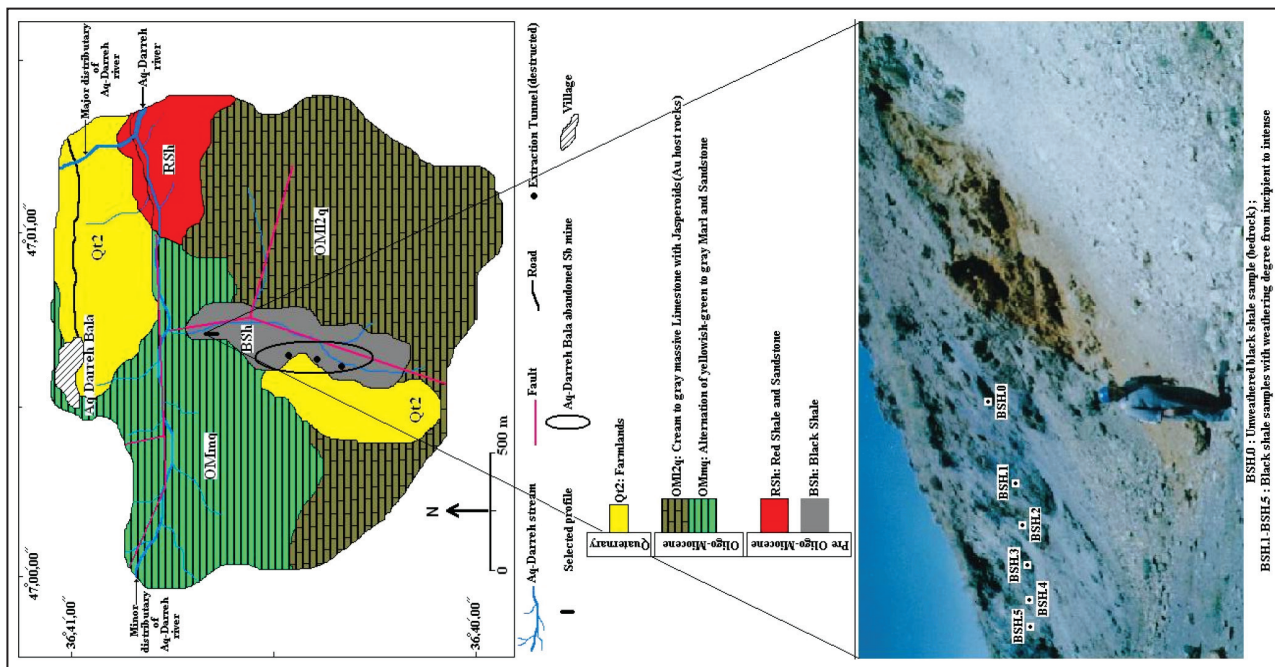 47°,00′,00″
47°,01′,00″
36°,41′,00″
36°,40′,00″
Minor distributary of Aq-Darreh river
Major distributary of Aq-Darreh river
Aq-Darreh river
Aq-Darreh Bala
Qt2
RSh
OMmq
BSh
OMl2q
Qt2
N
0
500 m
Aq-Darreh stream
Fault
Road
Extraction Tunnel (destructed)
Selected profile
Aq-Darreh Bala abandoned Sb mine
Village
Quaternary
Qt2: Farmlands
Oligo-Miocene
OMl2q: Cream to gray massive Limestone with Jasperoids (Au host rocks)
OMmq: Alternation of yellowish-green to gray Marl and Sandstone
Pre Oligo-Miocene
RSh: Red Shale and Sandstone
BSh: Black Shale
BSH.5
BSH.4
BSH.3
BSH.2
BSH.1
BSH.0
BSH.0 : Unweathered black shale sample (bedrock) ;
BSH.1-BSH.5 : Black shale samples with weathering degree from incipient to intense